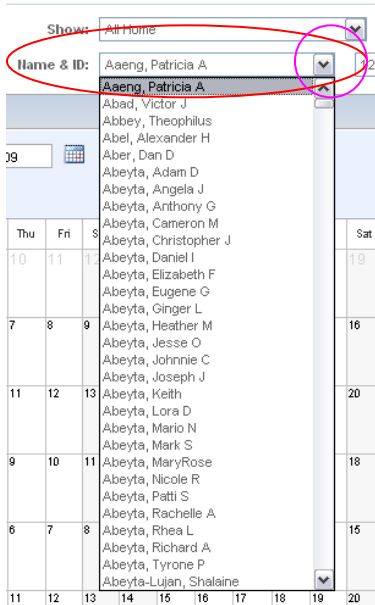 Show: All Home
Name & ID: Aaeng, Patricia A 12
Aaeng, Patricia A
Abad, Victor J
Abbey, Theophilus
Abel, Alexander H
09 Aber, Dan D
Abeyta, Adam D
Abeyta, Angela J
Abeyta, Anthony G
Abeyta, Cameron M
Thu Fri S Abeyta, Christopher J Sat
10 11 12 Abeyta, Daniel I 19
Abeyta, Elizabeth F
Abeyta, Eugene G
Abeyta, Ginger L
7 8 9 Abeyta, Heather M 16
Abeyta, Jesse O
Abeyta, Johnnie C
Abeyta, Joseph J
11 12 13 Abeyta, Keith 20
Abeyta, Lora D
Abeyta, Mario N
Abeyta, Mark S
9 10 11 Abeyta, MaryRose 18
Abeyta, Nicole R
Abeyta, Patti S
Abeyta, Rachelle A
6 7 8 Abeyta, Rhea L 15
Abeyta, Richard A
Abeyta, Tyrone P
Abeyta-Lujan, Shalaine
11 12 13 14 15 16 17 18 19 20